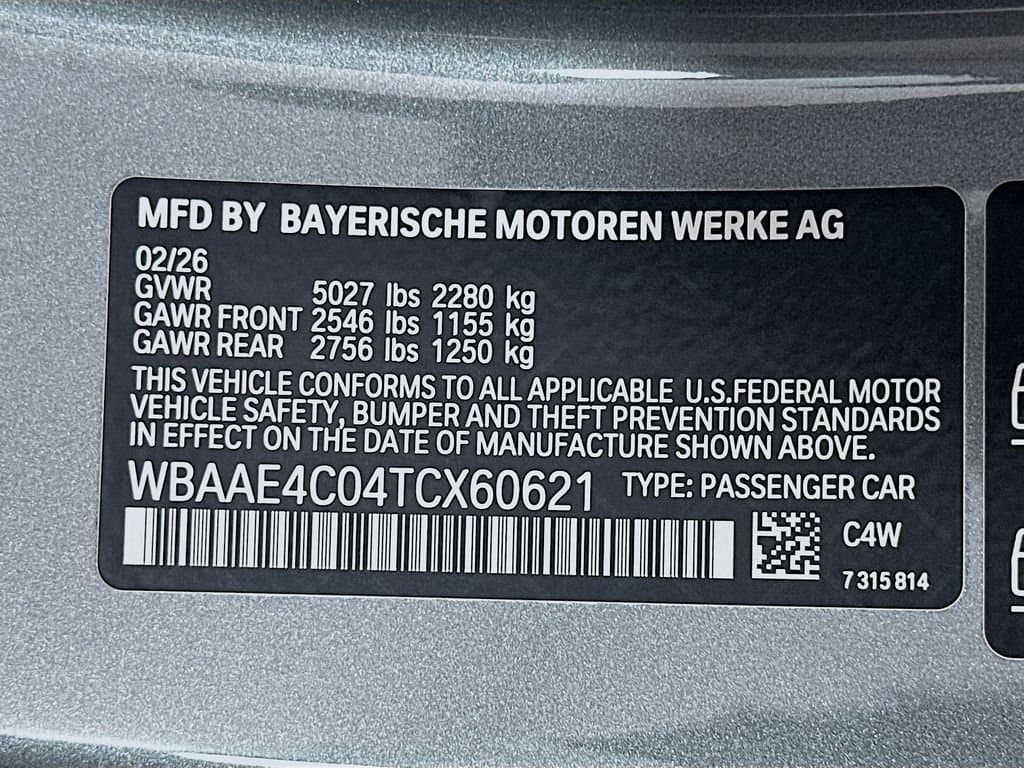 MFD BY BAYERISCHE MOTOREN WERKE AG
02/26
GVWR 5027 lbs 2280 kg
GAWR FRONT 2546 lbs 1155 kg
GAWR REAR 2756 lbs 1250 kg
THIS VEHICLE CONFORMS TO ALL APPLICABLE U.S.FEDERAL MOTOR
VEHICLE SAFETY, BUMPER AND THEFT PREVENTION STANDARDS
IN EFFECT ON THE DATE OF MANUFACTURE SHOWN ABOVE.
WBAAE4C04TCX60621 TYPE: PASSENGER CAR
C4W
7 315 814